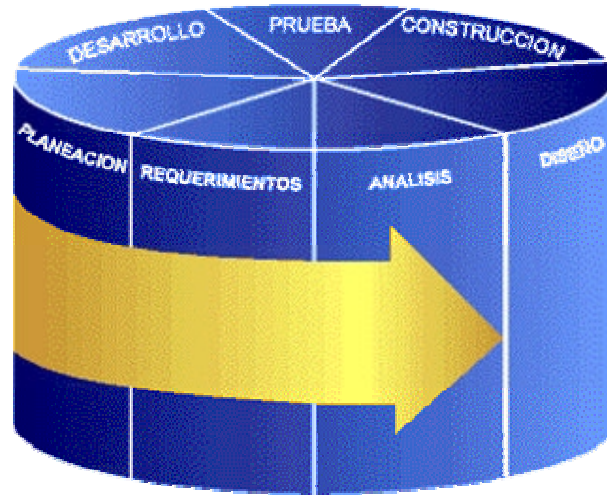 DESARROLLO
PRUEBA
CONSTRUCCION
PLANEACION
REQUERIMIENTOS
ANALISIS
DISEÑO